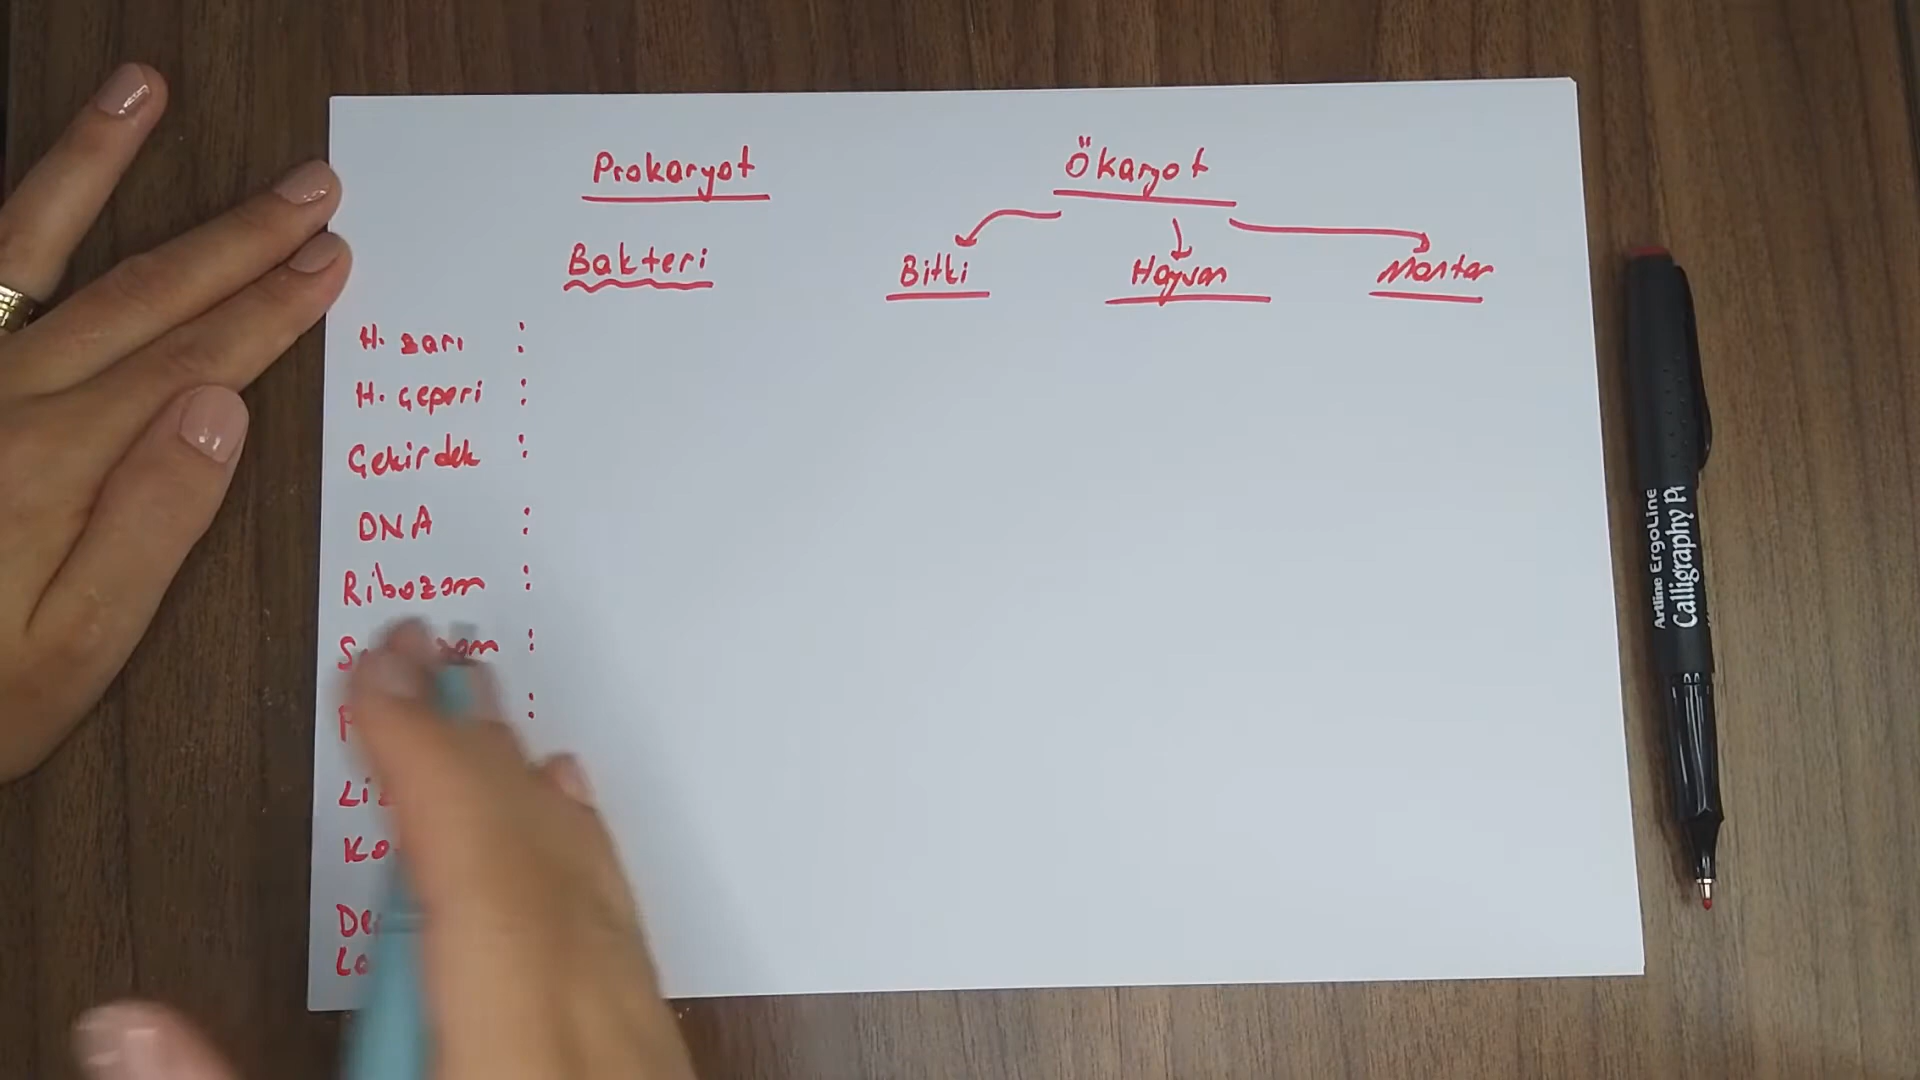 Prokaryot
Ökaryot
Bakteri
Bitki
Hayvan
Mantar
H. zarı :
H. çeperi :
Çekirdek :
DNA :
Ribozom :
:
:
Artline ErgoLine
Calligraphy